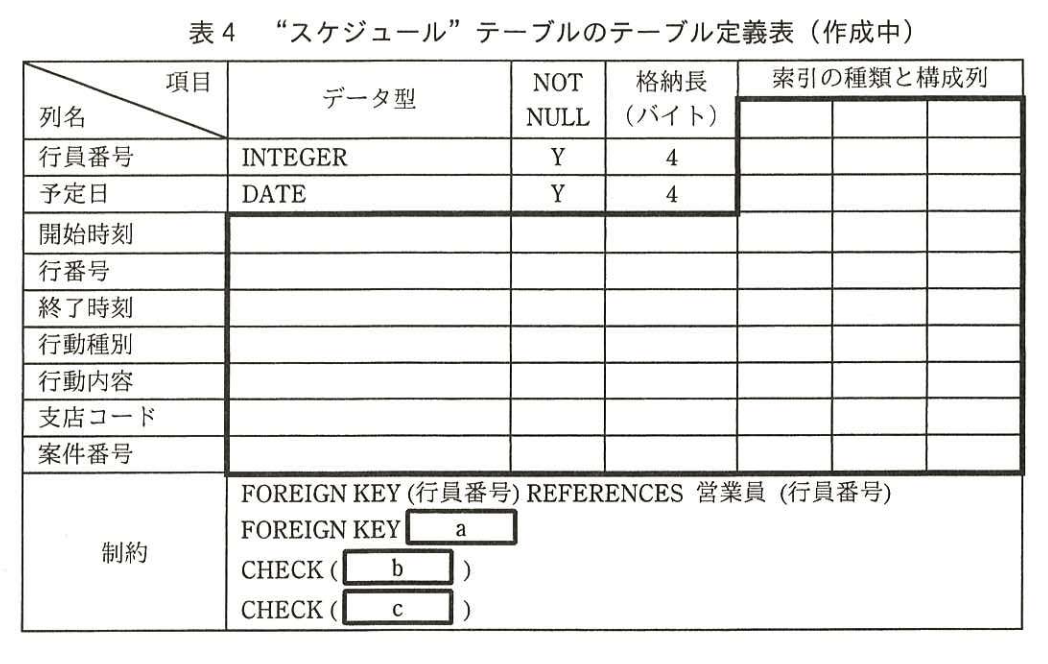 表4 “スケジュール”テーブルのテーブル定義表（作成中）
項目
列名
データ型
NOT NULL
格納長（バイト）
索引の種類と構成列
行員番号 INTEGER Y 4
予定日 DATE Y 4
開始時刻
行番号
終了時刻
行動種別
行動内容
支店コード
案件番号
制約
FOREIGN KEY (行員番号) REFERENCES 営業員 (行員番号)
FOREIGN KEY a
CHECK ( b )
CHECK ( c )